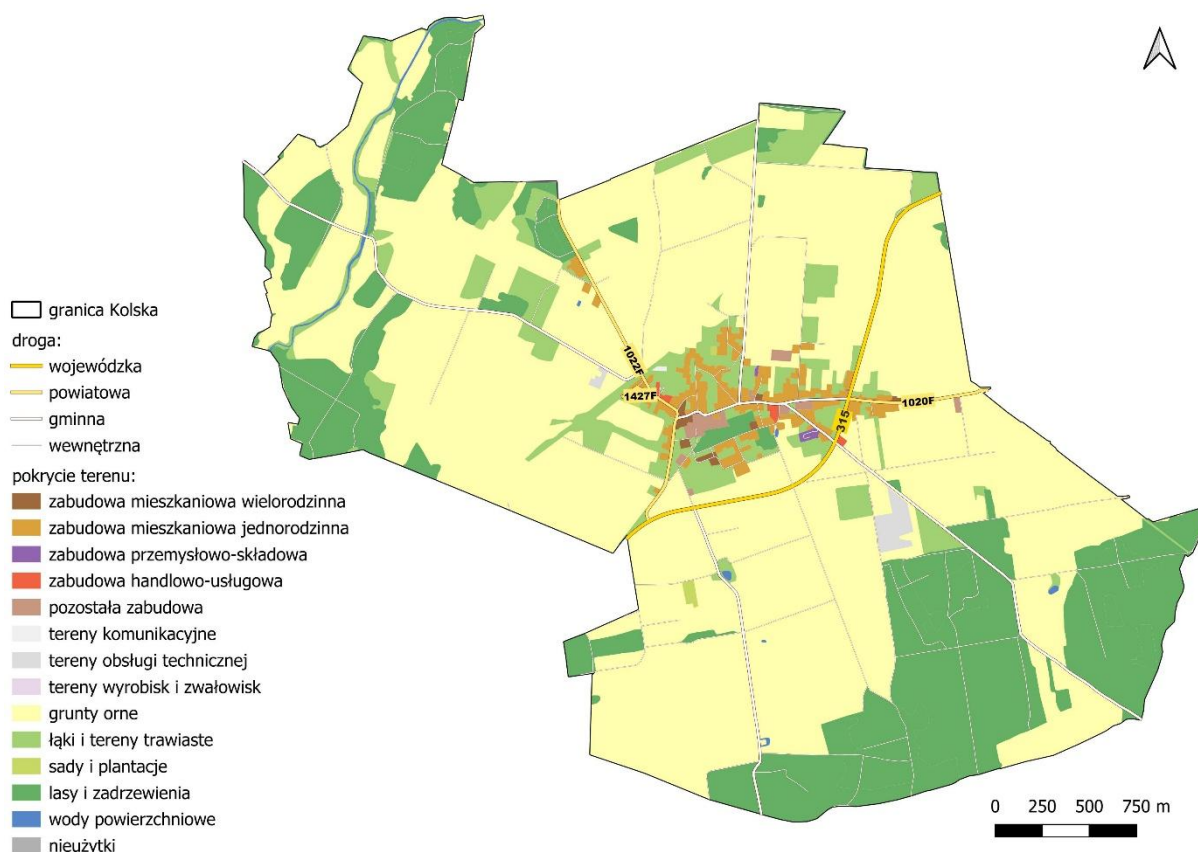 granica Kolska
droga:
wojewódzka
powiatowa
gminna
wewnętrzna
pokrycie terenu:
zabudowa mieszkaniowa wielorodzinna
zabudowa mieszkaniowa jednorodzinna
zabudowa przemysłowo-składowa
zabudowa handlowo-usługowa
pozostała zabudowa
tereny komunikacyjne
tereny obsługi technicznej
tereny wyrobisk i zwałowisk
grunty orne
łąki i tereny trawiaste
sady i plantacje
lasy i zadrzewienia
wody powierzchniowe
nieużytki
1022F
1427F
1020F
315
0 250 500 750 m